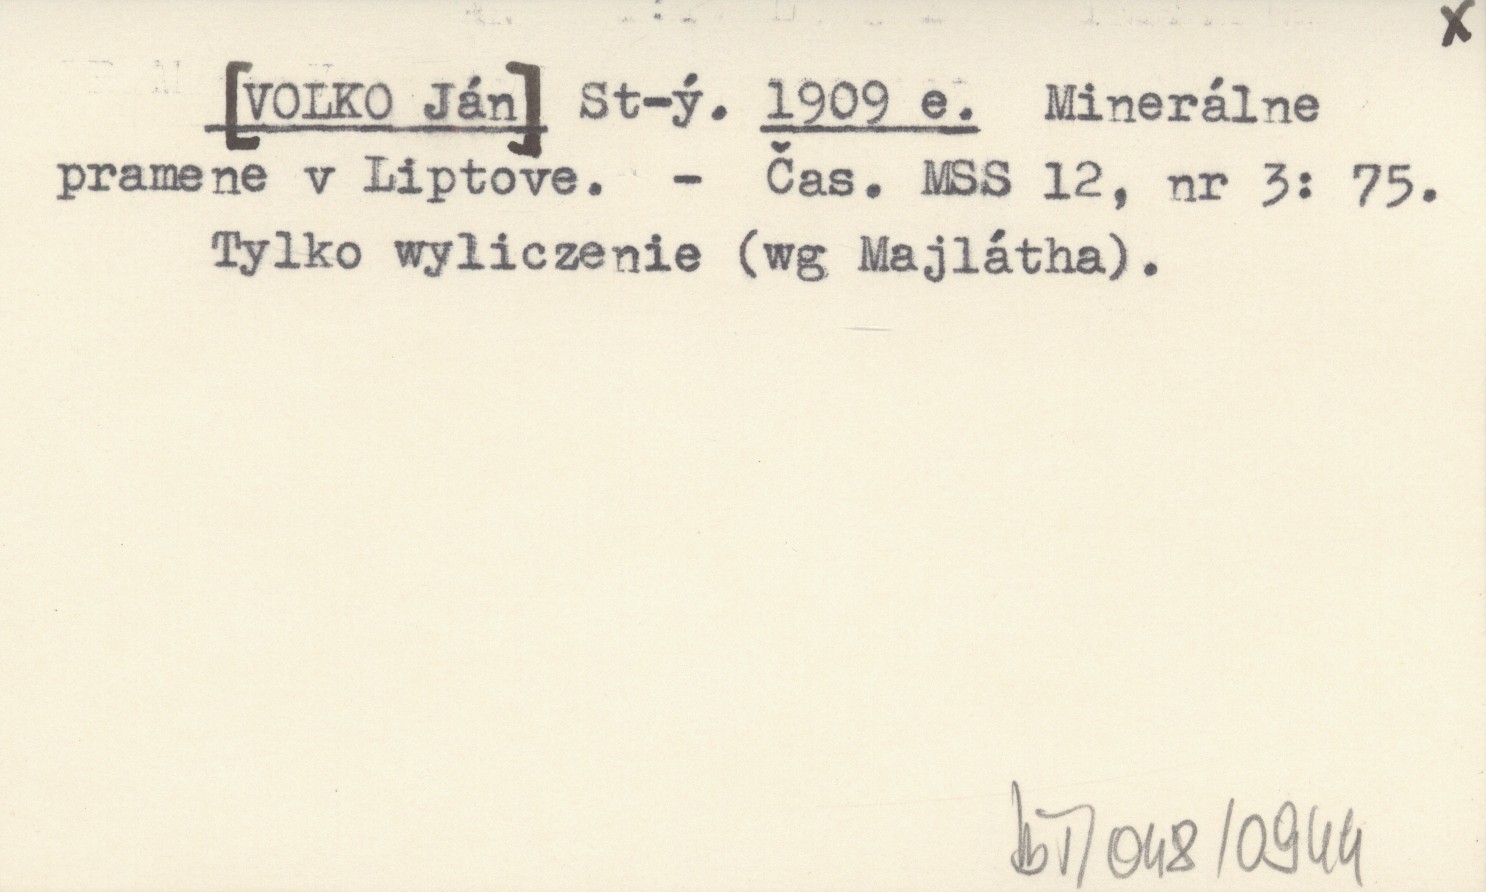 x
[VOLKO Ján] St-ý. 1909 e. Minerálne
pramene v Liptove. - Čas. MSS 12, nr 3: 75.
Tylko wyliczenie (wg Majlátha).
048/0944